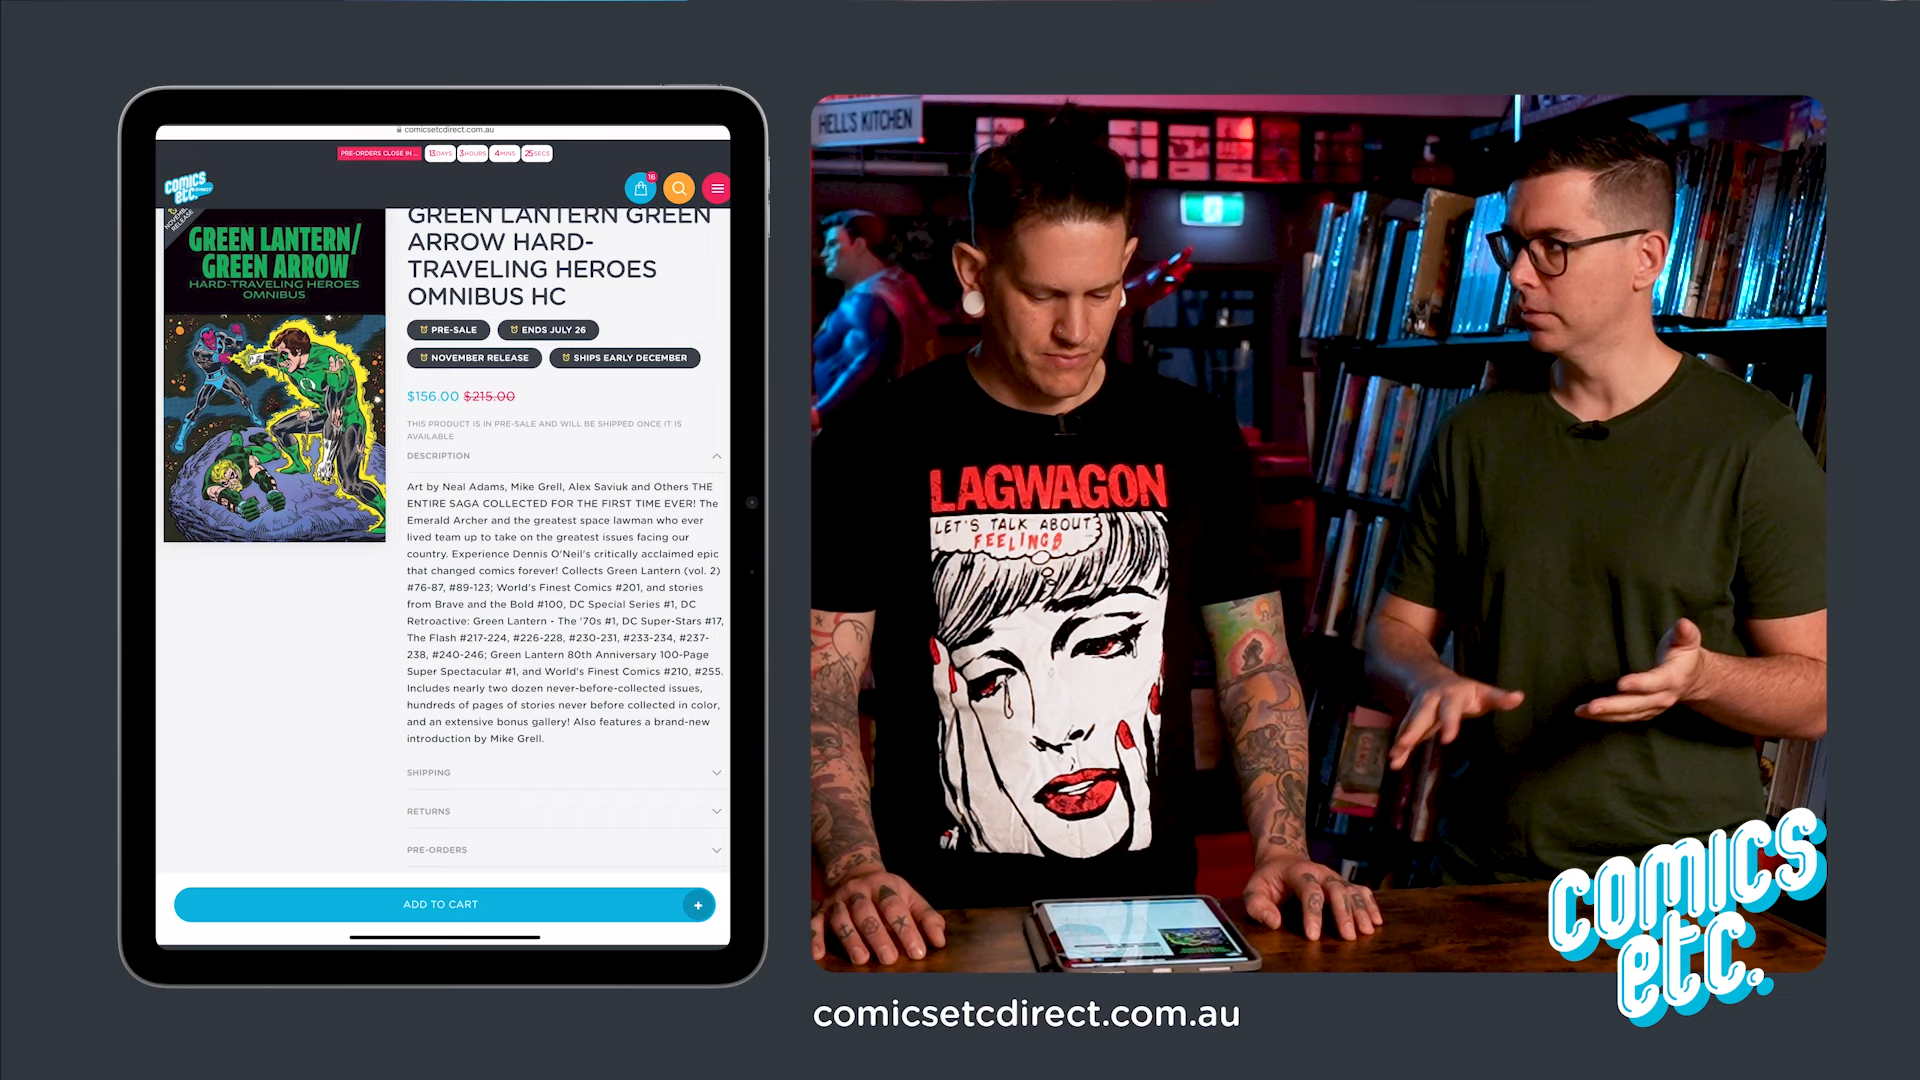 comicsetcdirect.com.au
PRE-ORDERS CLOSE IN ... 13 DAYS 3 HOURS 4 MINS 25 SECS
COMICS
etc. DIRECT
16
NOVEMBER
RELEASE
GREEN LANTERN/
GREEN ARROW
HARD-TRAVELING HEROES
OMNIBUS
GREEN LANTERN GREEN
ARROW HARD-
TRAVELING HEROES
OMNIBUS HC
PRE-SALE ENDS JULY 26
NOVEMBER RELEASE SHIPS EARLY DECEMBER
$156.00 $215.00
THIS PRODUCT IS IN PRE-SALE AND WILL BE SHIPPED ONCE IT IS
AVAILABLE
DESCRIPTION
Art by Neal Adams, Mike Grell, Alex Saviuk and Others THE
ENTIRE SAGA COLLECTED FOR THE FIRST TIME EVER! The
Emerald Archer and the greatest space lawman who ever
lived team up to take on the greatest issues facing our
country. Experience Dennis O'Neil's critically acclaimed epic
that changed comics forever! Collects Green Lantern (vol. 2)
#76-87, #89-123; World's Finest Comics #201, and stories
from Brave and the Bold #100, DC Special Series #1, DC
Retroactive: Green Lantern - The '70s #1, DC Super-Stars #17,
The Flash #217-224, #226-228, #230-231, #233-234, #237-
238, #240-246; Green Lantern 80th Anniversary 100-Page
Super Spectacular #1, and World's Finest Comics #210, #255.
Includes nearly two dozen never-before-collected issues,
hundreds of pages of stories never before collected in color,
and an extensive bonus gallery! Also features a brand-new
introduction by Mike Grell.
SHIPPING
RETURNS
PRE-ORDERS
ADD TO CART +
HELL'S KITCHEN
LAGWAGON
LET'S TALK ABOUT
FEELINGS
comics
etc.
comicsetcdirect.com.au